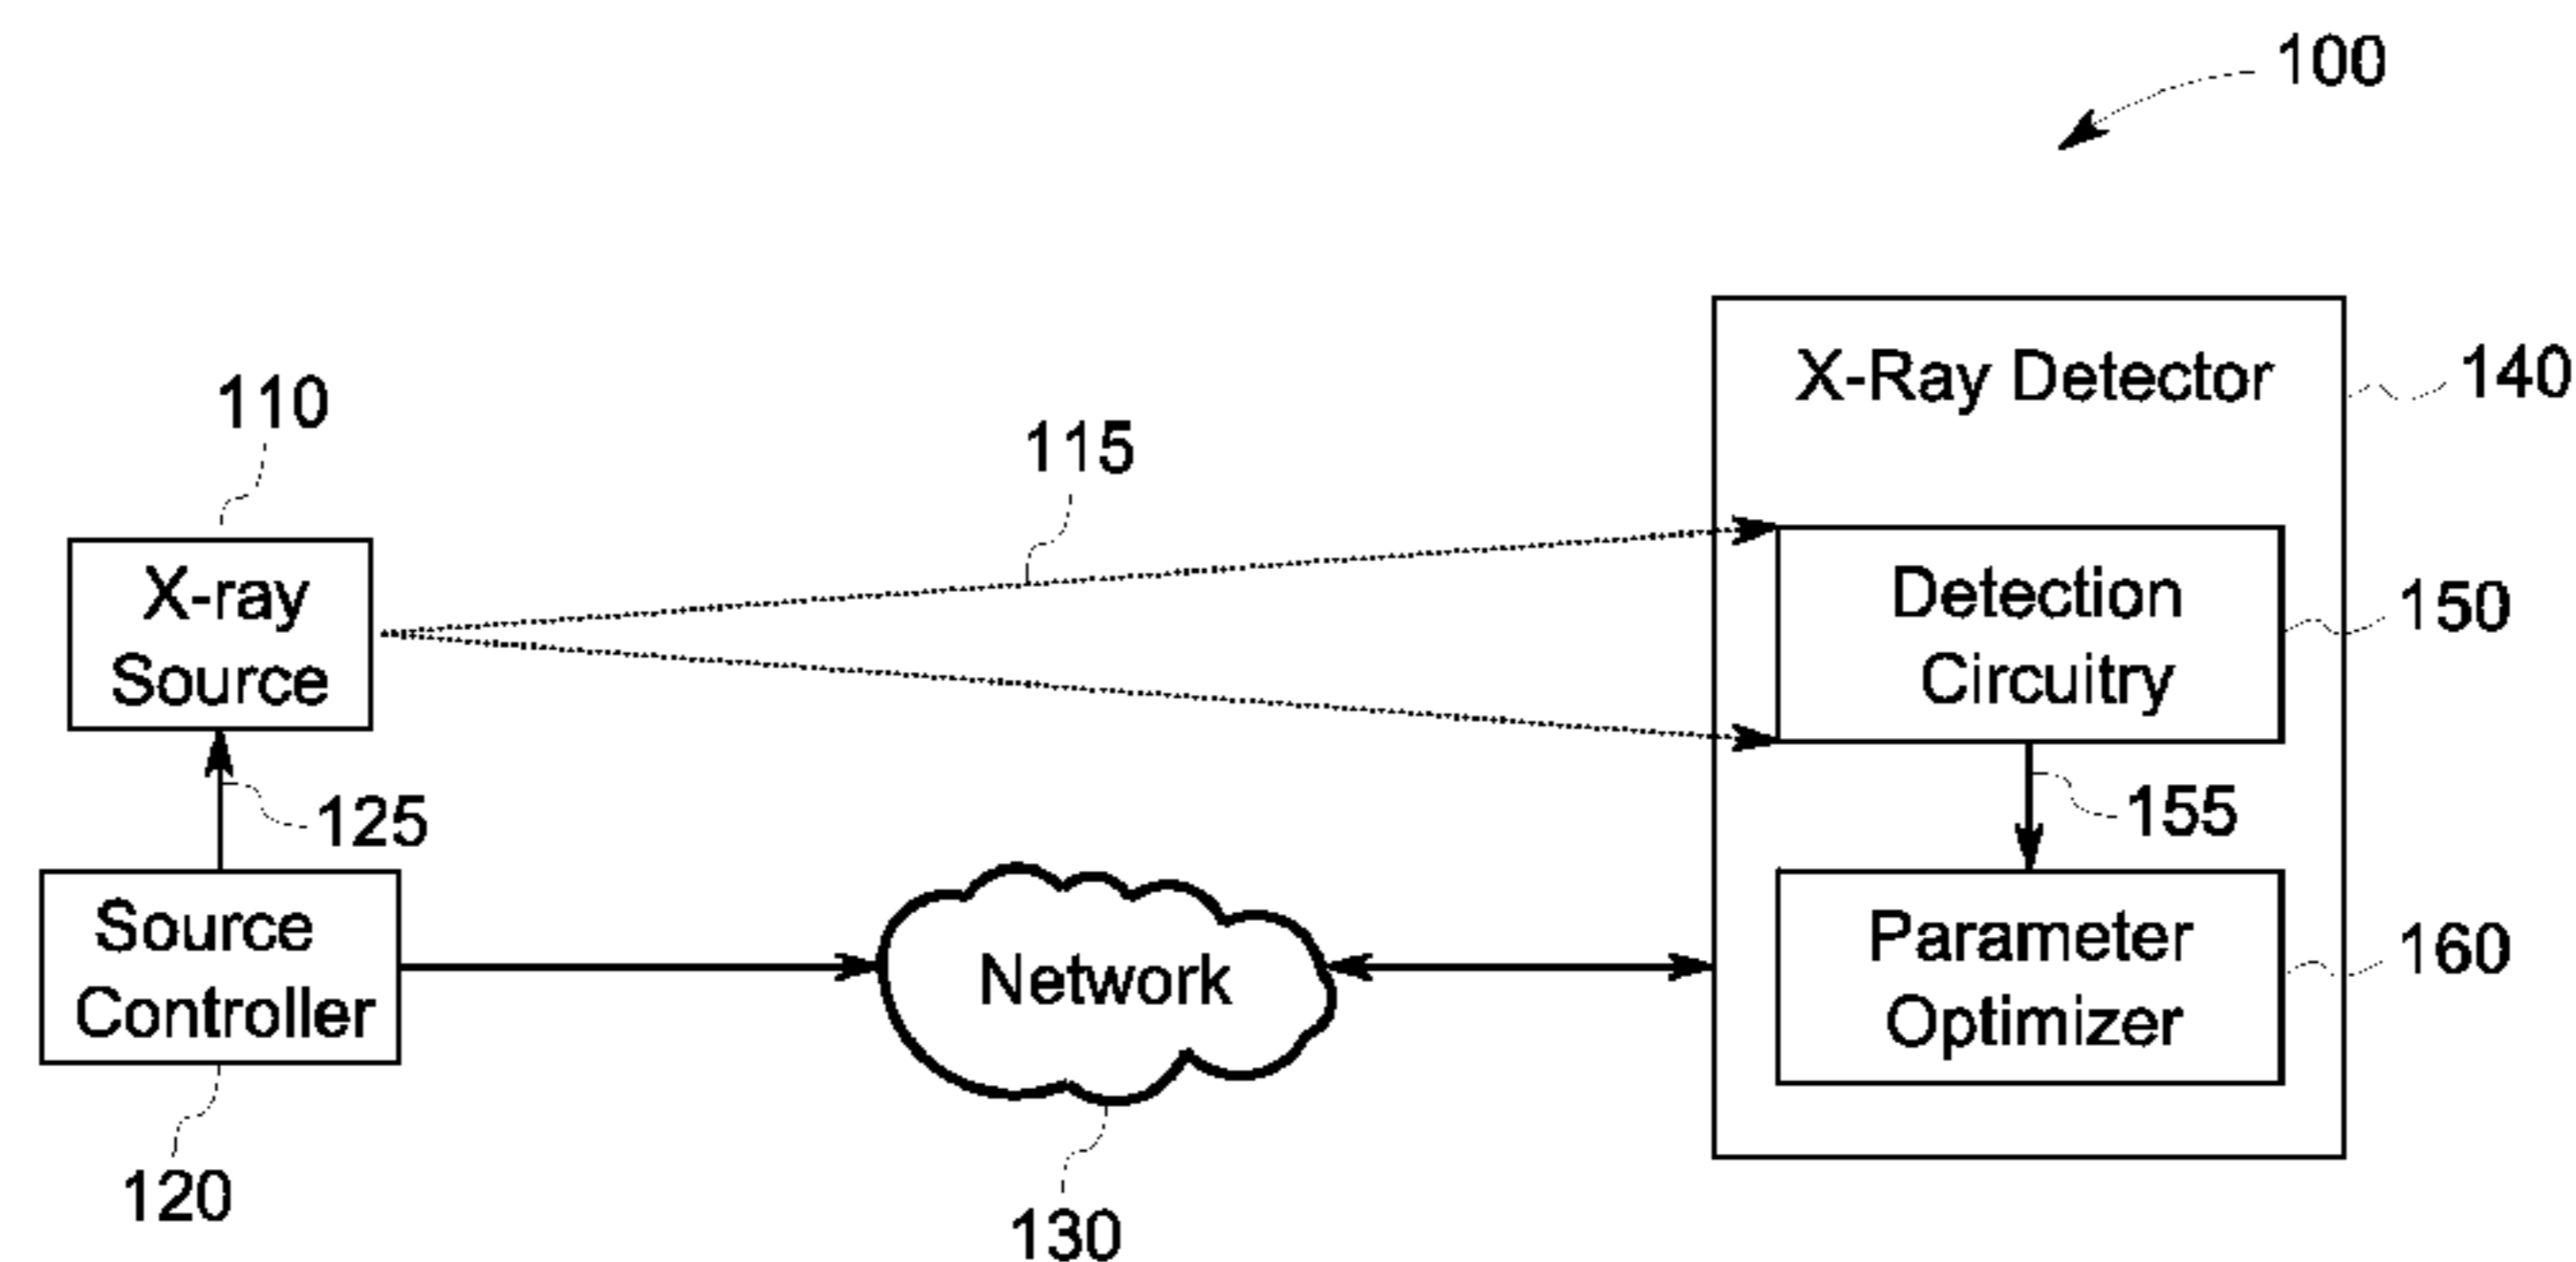 100
X-Ray Detector
140
110
115
X-ray
Source
Detection
Circuitry
150
125
155
Source
Controller
Network
Parameter
Optimizer
160
120
130